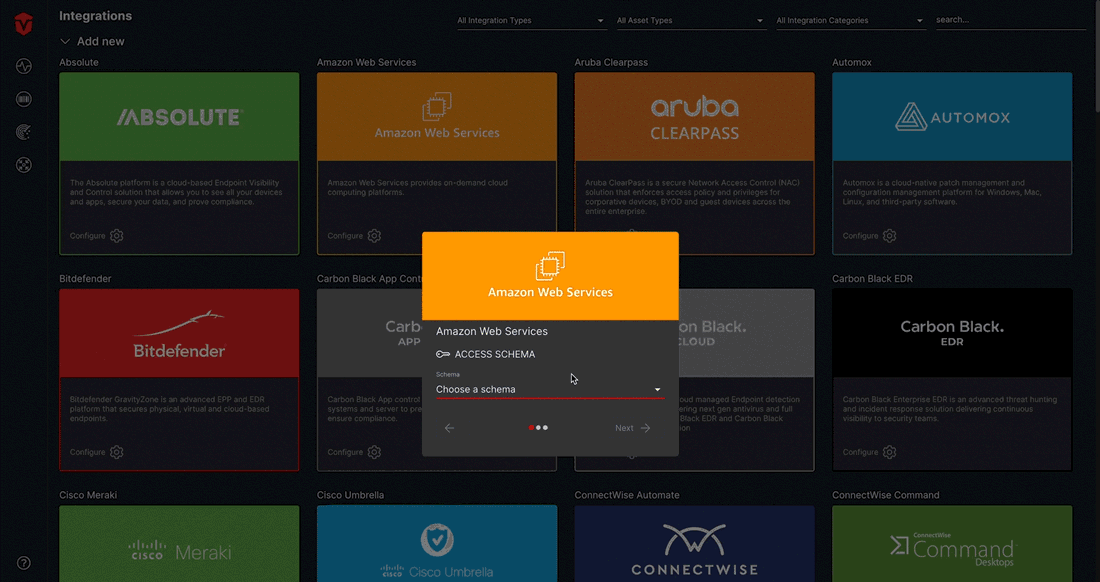 Integrations
All Integration Types
All Asset Types
All Integration Categories
search...
Add new
Absolute
Amazon Web Services
Aruba Clearpass
Automox
ABSOLUTE
Amazon Web Services
aruba
CLEARPASS
AUTOMOX
The Absolute platform is a cloud-based Endpoint Visibility
and Control solution that allows you to see all your devices
and apps, secure your data, and prove compliance.
Amazon Web Services provides on-demand cloud
computing platforms.
Aruba ClearPass is a secure Network Access Control (NAC)
solution that enforces access policy and privileges for
corporative devices, BYOD and guest devices across the
entire enterprise.
Automox is a cloud-native patch management and
configuration management platform for Windows, Mac,
Linux, and third-party software.
Configure
Configure
Configure
Amazon Web Services
Amazon Web Services
ACCESS SCHEMA
Schema
Choose a schema
Next
Bitdefender
Carbon Black App Cont
Carbon Black EDR
Bitdefender
Carb
APP
on Black.
CLOUD
Carbon Black.
EDR
Bitdefender GravityZone is an advanced EPP and EDR
platform that secures physical, virtual and cloud-based
endpoints.
Carbon Black App control
systems and server to pre
ensure compliance.
oud managed Endpoint detection
ering next gen antivirus and full
Black EDR and Carbon Black
ion
Carbon Black Enterprise EDR is an advanced threat hunting
and incident response solution delivering continous
visibility to security teams.
Configure
Configure
Configure
Cisco Meraki
Cisco Umbrella
ConnectWise Automate
ConnectWise Command
cisco Meraki
cisco Cisco Umbrella
CONNECTWISE
ConnectWise
Command
Desktops